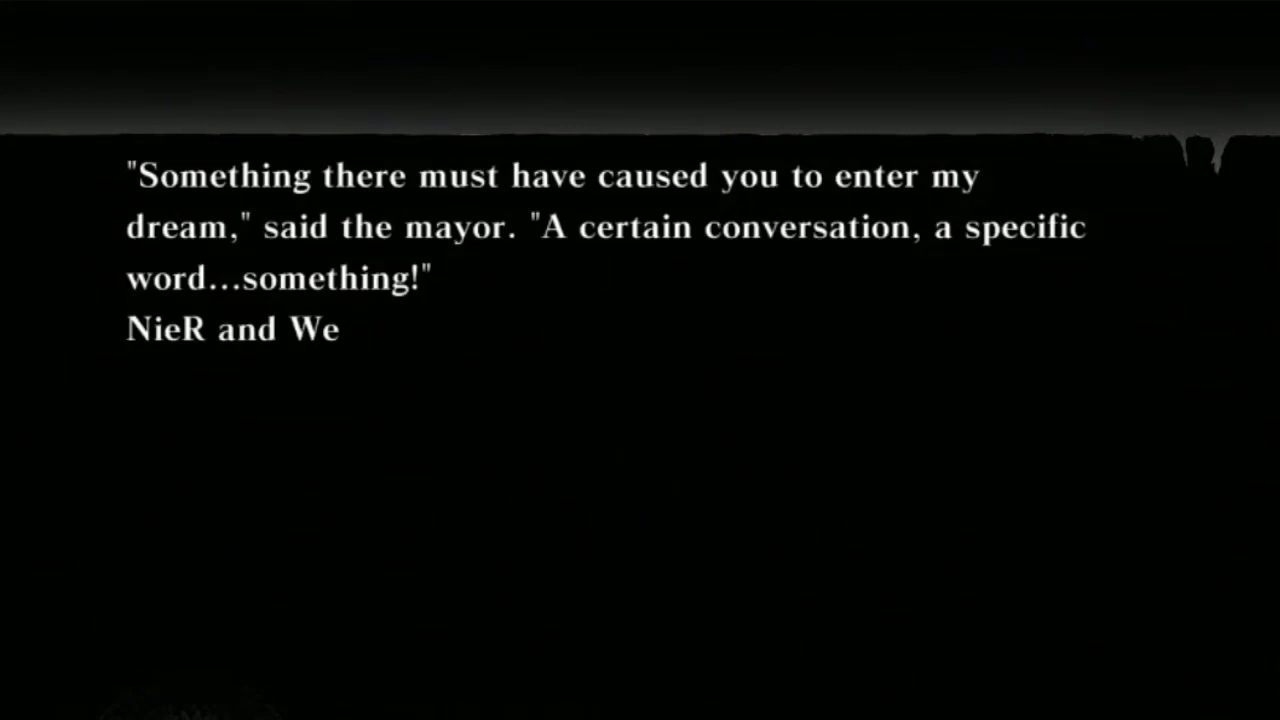 "Something there must have caused you to enter my
dream," said the mayor. "A certain conversation, a specific
word...something!"
NieR and We